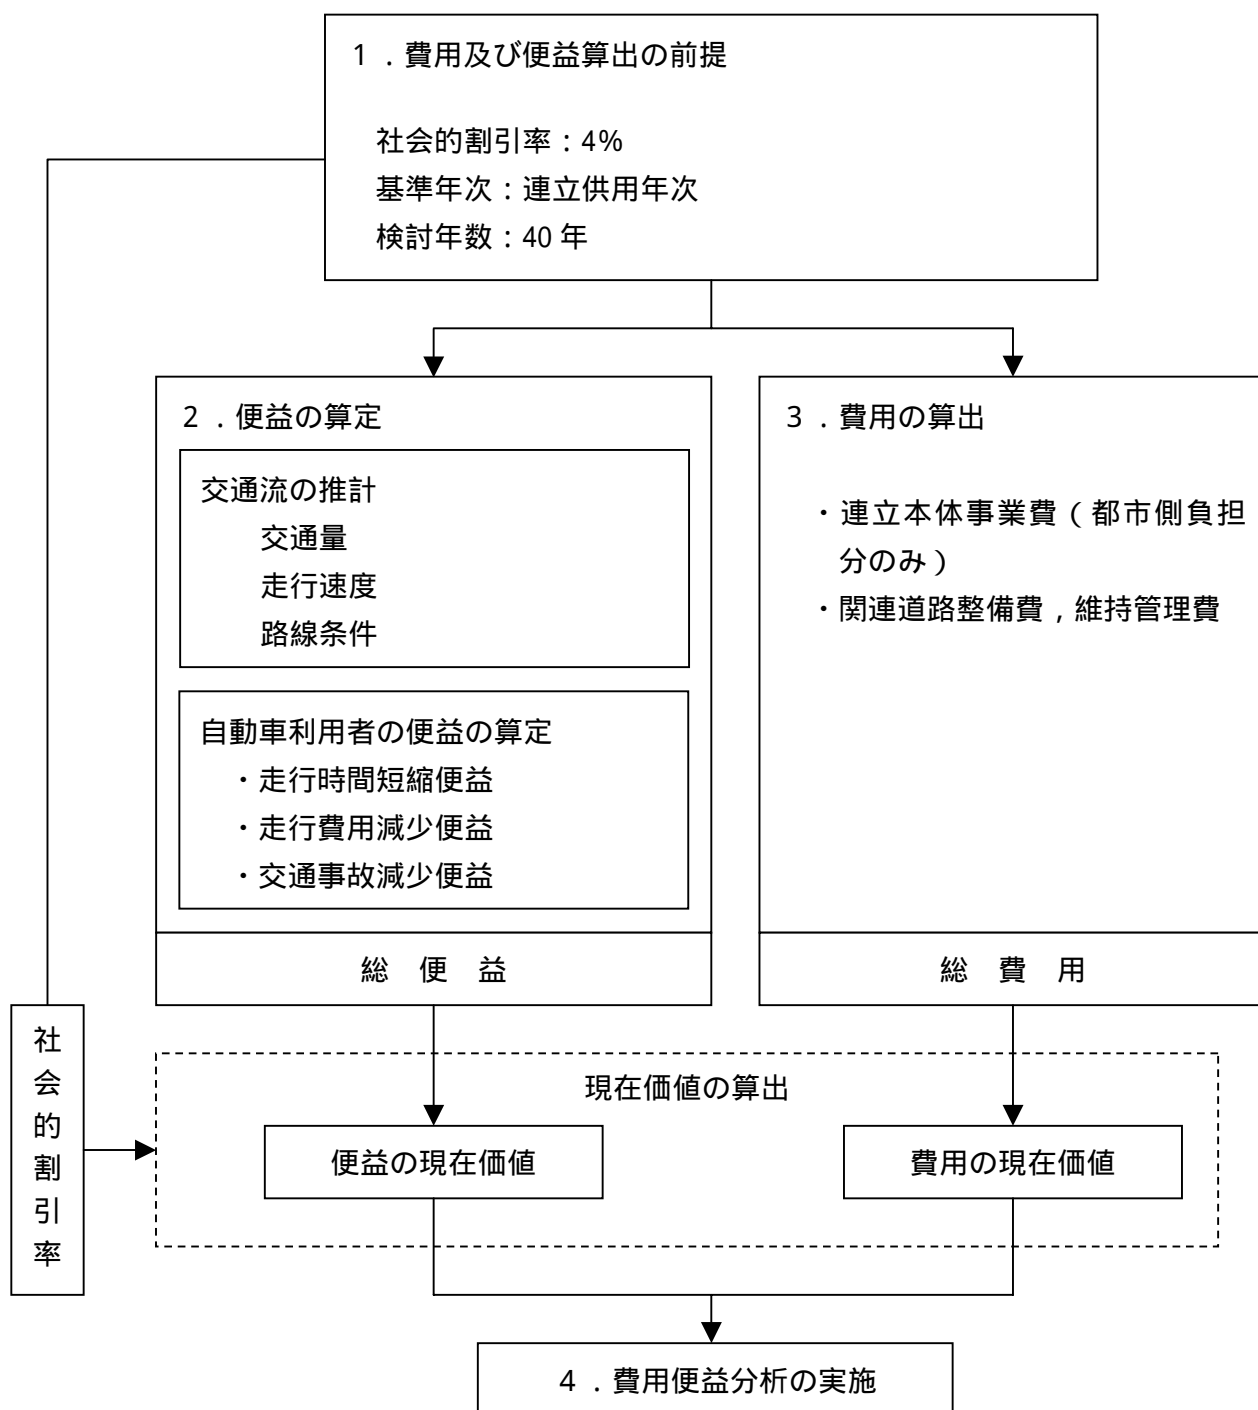 1．費用及び便益算出の前提
社会的割引率：4%
基準年次：連立供用年次
検討年数：40 年
2．便益の算定
交通流の推計
交通量
走行速度
路線条件
自動車利用者の便益の算定
・走行時間短縮便益
・走行費用減少便益
・交通事故減少便益
総　便　益
3．費用の算出
・連立本体事業費（都市側負担
分のみ）
・関連道路整備費，維持管理費
総　費　用
社会的割引率
現在価値の算出
便益の現在価値
費用の現在価値
4．費用便益分析の実施